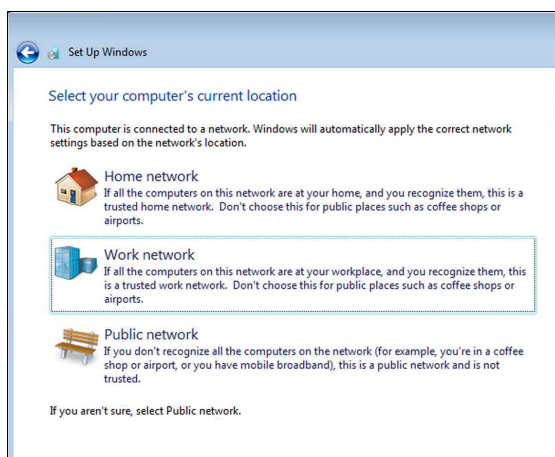 Set Up Windows
Select your computer's current location
This computer is connected to a network. Windows will automatically apply the correct network
settings based on the network's location.
Home network
If all the computers on this network are at your home, and you recognize them, this is a
trusted home network. Don't choose this for public places such as coffee shops or
airports.
Work network
If all the computers on this network are at your workplace, and you recognize them, this
is a trusted work network. Don't choose this for public places such as coffee shops or
airports.
Public network
If you don't recognize all the computers on the network (for example, you're in a coffee
shop or airport, or you have mobile broadband), this is a public network and is not
trusted.
If you aren't sure, select Public network.